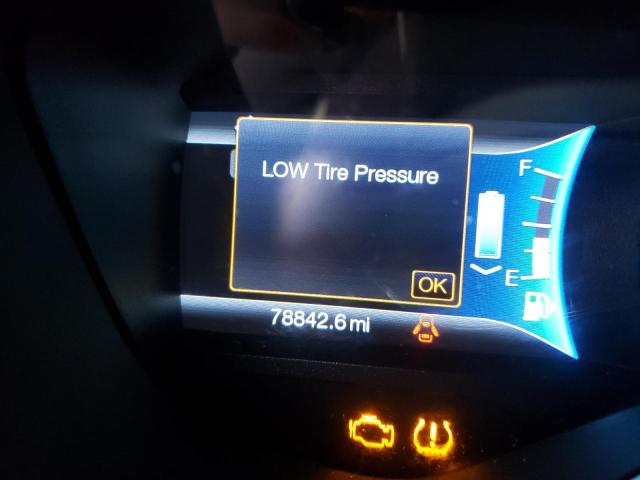 LOW Tire Pressure
F
E
OK
78842.6 mi